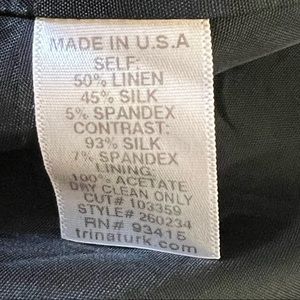 MADE IN U.S.A
SELF:
50% LINEN
45% SILK
5% SPANDEX
CONTRAST:
93% SILK
7% SPANDEX
LINING:
100% ACETATE
DRY CLEAN ONLY
CUT# 103359
STYLE# 260234
RN# 93415
trinaturk.com